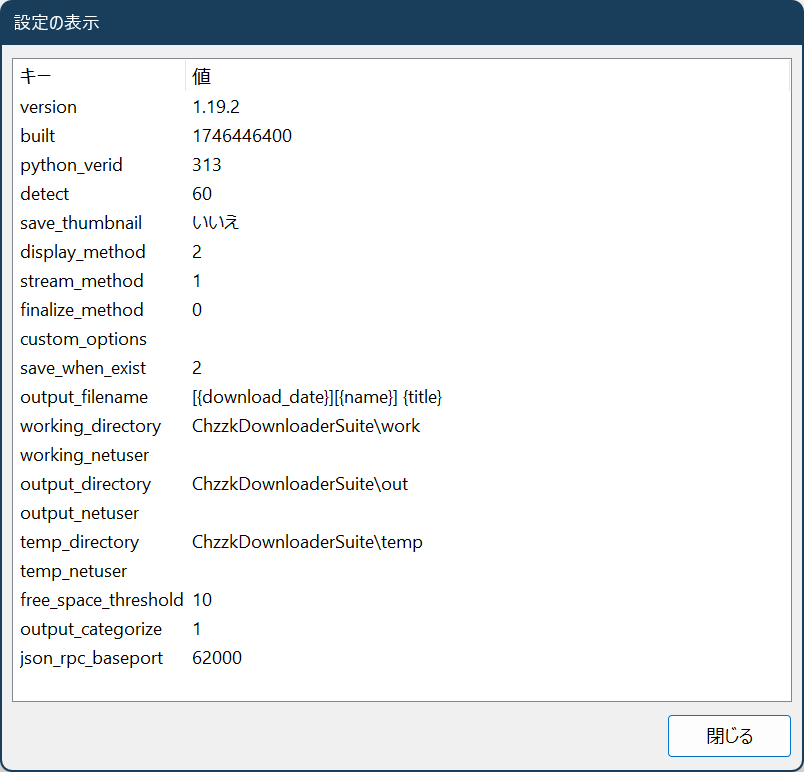 設定の表示
キー 値
version 1.19.2
built 1746446400
python_verid 313
detect 60
save_thumbnail いいえ
display_method 2
stream_method 1
finalize_method 0
custom_options
save_when_exist 2
output_filename [{download_date}][{name}] {title}
working_directory ChzzkDownloaderSuite\work
working_netuser
output_directory ChzzkDownloaderSuite\out
output_netuser
temp_directory ChzzkDownloaderSuite\temp
temp_netuser
free_space_threshold 10
output_categorize 1
json_rpc_baseport 62000
閉じる